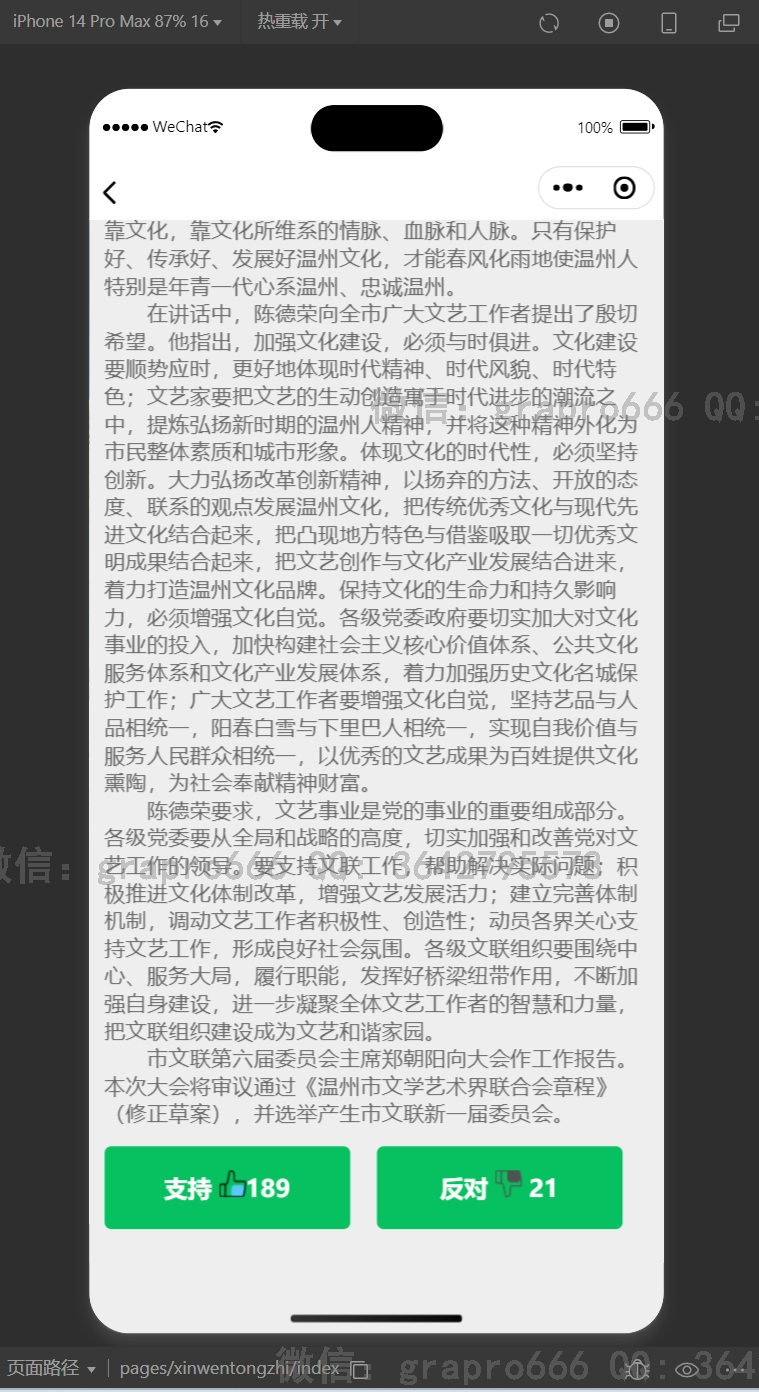 iPhone 14 Pro Max 87% 16 热重载 开
WeChat 100%
靠文化，靠文化所维系的情脉、血脉和人脉。只有保护
好、传承好、发展好温州文化，才能春风化雨地使温州人
特别是年青一代心系温州、忠诚温州。
在讲话中，陈德荣向全市广大文艺工作者提出了殷切
希望。他指出，加强文化建设，必须与时俱进。文化建设
要顺势应时，更好地体现时代精神、时代风貌、时代特
色；文艺家要把文艺的生动创造寓于时代进步的潮流之
微信：grapro666 QQ:
中，提炼弘扬新时期的温州人精神，并将这种精神外化为
市民整体素质和城市形象。体现文化的时代性，必须坚持
创新。大力弘扬改革创新精神，以扬弃的方法、开放的态
度、联系的观点发展温州文化，把传统优秀文化与现代先
进文化结合起来，把凸现地方特色与借鉴吸取一切优秀文
明成果结合起来，把文艺创作与文化产业发展结合进来，
着力打造温州文化品牌。保持文化的生命力和持久影响
力，必须增强文化自觉。各级党委政府要切实加大对文化
事业的投入，加快构建社会主义核心价值体系、公共文化
服务体系和文化产业发展体系，着力加强历史文化名城保
护工作；广大文艺工作者要增强文化自觉，坚持艺品与人
品相统一，阳春白雪与下里巴人相统一，实现自我价值与
服务人民群众相统一，以优秀的文艺成果为百姓提供文化
熏陶，为社会奉献精神财富。
陈德荣要求，文艺事业是党的事业的重要组成部分。
各级党委要从全局和战略的高度，切实加强和改善党对文
艺工作的领导。要支持文联工作，帮助解决实际问题；积
微信：grapro666 QQ: 3642795578
极推进文化体制改革，增强文艺发展活力；建立完善体制
机制，调动文艺工作者积极性、创造性；动员各界关心支
持文艺工作，形成良好社会氛围。各级文联组织要围绕中
心、服务大局，履行职能，发挥好桥梁纽带作用，不断加
强自身建设，进一步凝聚全体文艺工作者的智慧和力量，
把文联组织建设成为文艺和谐家园。
市文联第六届委员会主席郑朝阳向大会作工作报告。
本次大会将审议通过《温州市文学艺术界联合会章程》
（修正草案），并选举产生市文联新一届委员会。
支持 189 反对 21
页面路径 pages/xinwentongzhi/index
微信：grapro666 QQ: 364